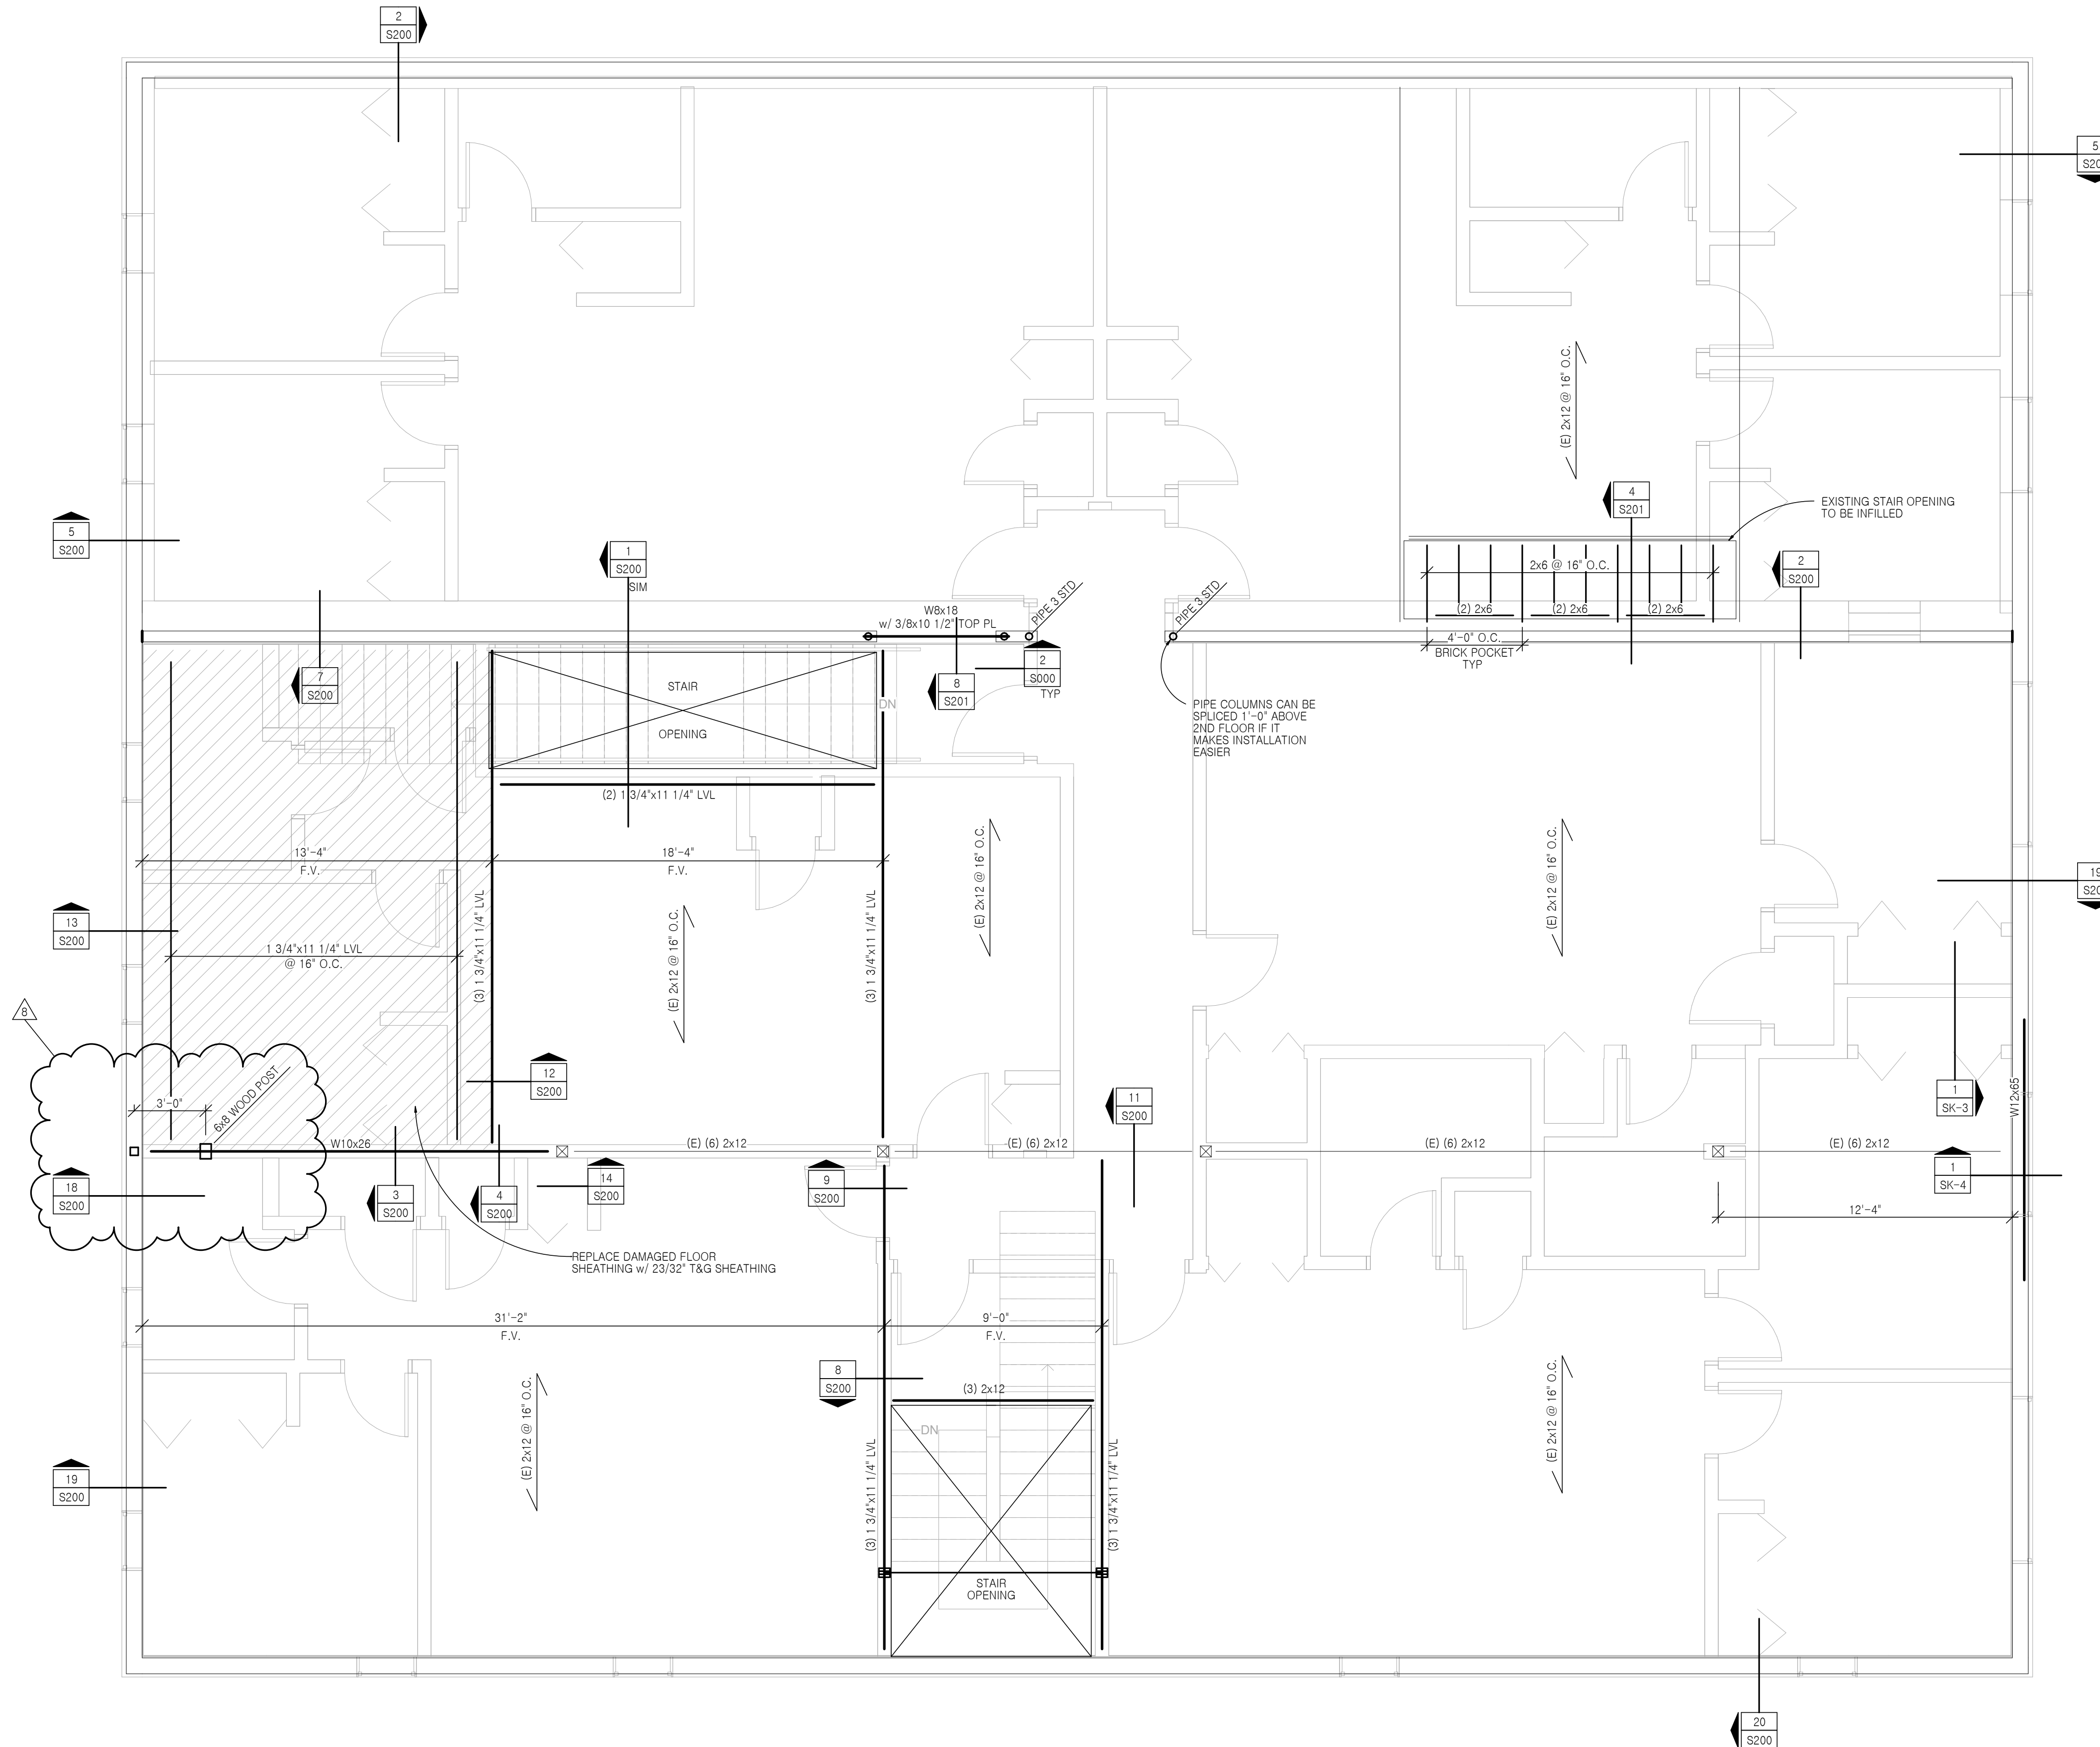 2
S200
5
4
S201
EXISTING STAIR OPENING
TO BE INFILLED
(E) 2x12 @ 16" O.C.
5
S200
1
S200
SIM
2
S200
2x6 @ 16" O.C.
(2) 2x6
(2) 2x6
(2) 2x6
PIPE 3 STD
PIPE 3 STD
W8x18
w/ 3/8x10 1/2" TOP PL
4'-0" O.C.
BRICK POCKET
TYP
7
S200
8
S201
2
S000
TYP
STAIR
OPENING
DN
PIPE COLUMNS CAN BE
SPLICED 1'-0" ABOVE
2ND FLOOR IF IT
MAKES INSTALLATION
EASIER
(2) 1 3/4"x11 1/4" LVL
13'-4"
F.V.
18'-4"
F.V.
(E) 2x12 @ 16" O.C.
(E) 2x12 @ 16" O.C.
19
13
S200
1 3/4"x11 1/4" LVL
@ 16" O.C.
(3) 1 3/4"x11 1/4" LVL
(E) 2x12 @ 16" O.C.
(3) 1 3/4"x11 1/4" LVL
8
3'-0"
6x8 WOOD POST
12
S200
11
S200
1
SK-3
W12x65
W10x26
(E) (6) 2x12
(E) (6) 2x12
(E) (6) 2x12
(E) (6) 2x12
18
S200
3
S200
4
S200
14
S200
9
S200
1
SK-4
12'-4"
REPLACE DAMAGED FLOOR
SHEATHING w/ 23/32" T&G SHEATHING
31'-2"
F.V.
9'-0"
F.V.
8
S200
(3) 2x12
DN
(E) 2x12 @ 16" O.C.
(E) 2x12 @ 16" O.C.
19
S200
(3) 1 3/4"x11 1/4" LVL
(3) 1 3/4"x11 1/4" LVL
STAIR
OPENING
20
S200